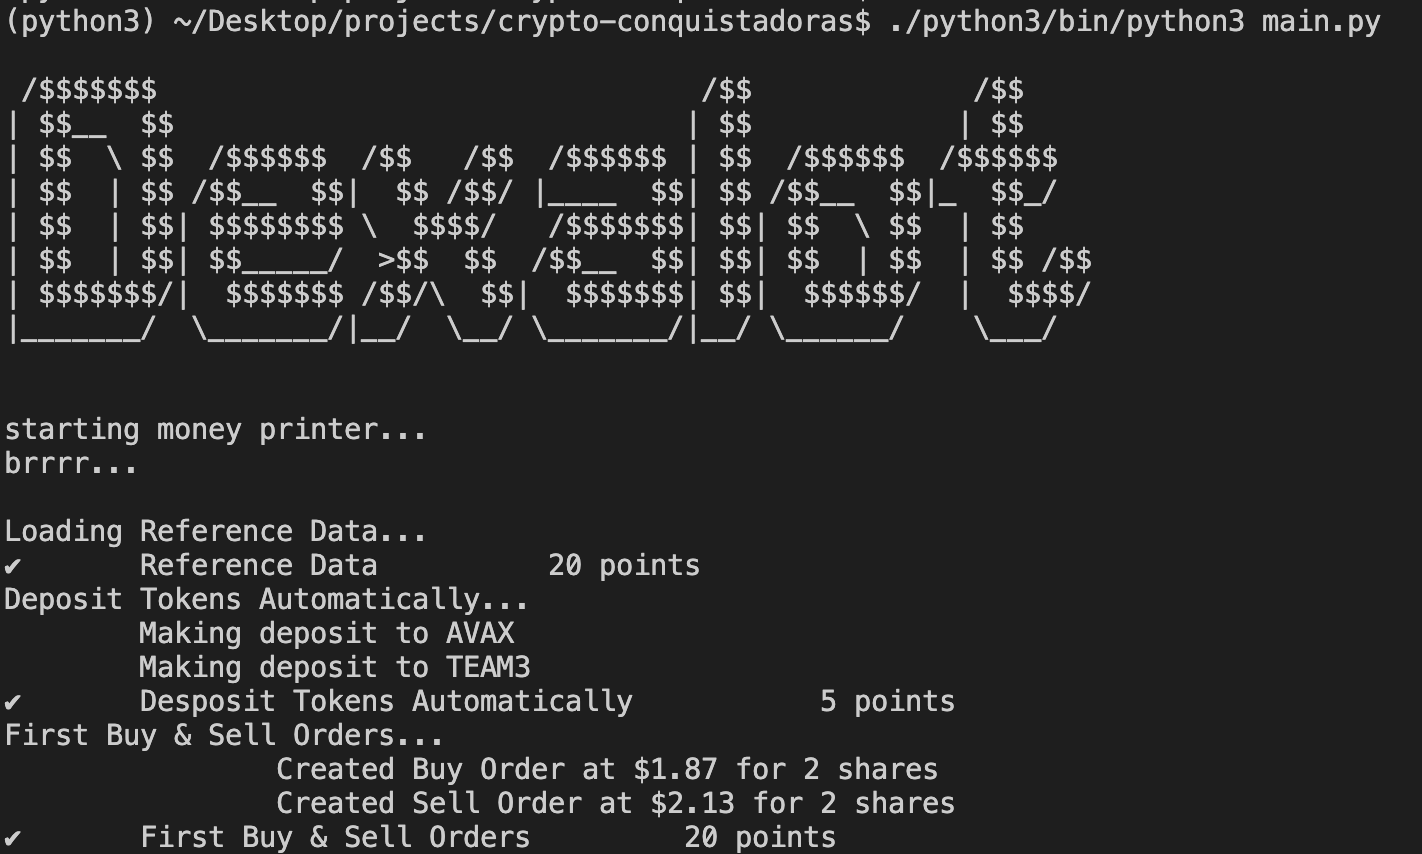 (python3) ~/Desktop/projects/crypto-conquistadoras$ ./python3/bin/python3 main.py
 /$$$$$$$                                /$$             /$$
| $$__  $$                              | $$            | $$
| $$  \ $$  /$$$$$$  /$$   /$$  /$$$$$$ | $$  /$$$$$$  /$$$$$$
| $$  | $$ /$$__  $$|  $$ /$$/ |____  $$| $$ /$$__  $$|_  $$_/
| $$  | $$| $$$$$$$$ \  $$$$/   /$$$$$$$| $$| $$  \ $$  | $$
| $$  | $$| $$_____/  >$$  $$  /$$__  $$| $$| $$  | $$  | $$ /$$
| $$$$$$$/|  $$$$$$$ /$$/\  $$|  $$$$$$$| $$|  $$$$$$/  |  $$$$/
|_______/  \_______/|__/  \__/ \_______/|__/ \______/    \___/
starting money printer...
brrrr...
Loading Reference Data...
✔       Reference Data          20 points
Deposit Tokens Automatically...
        Making deposit to AVAX
        Making deposit to TEAM3
✔       Desposit Tokens Automatically           5 points
First Buy & Sell Orders...
                Created Buy Order at $1.87 for 2 shares
                Created Sell Order at $2.13 for 2 shares
✔       First Buy & Sell Orders         20 points